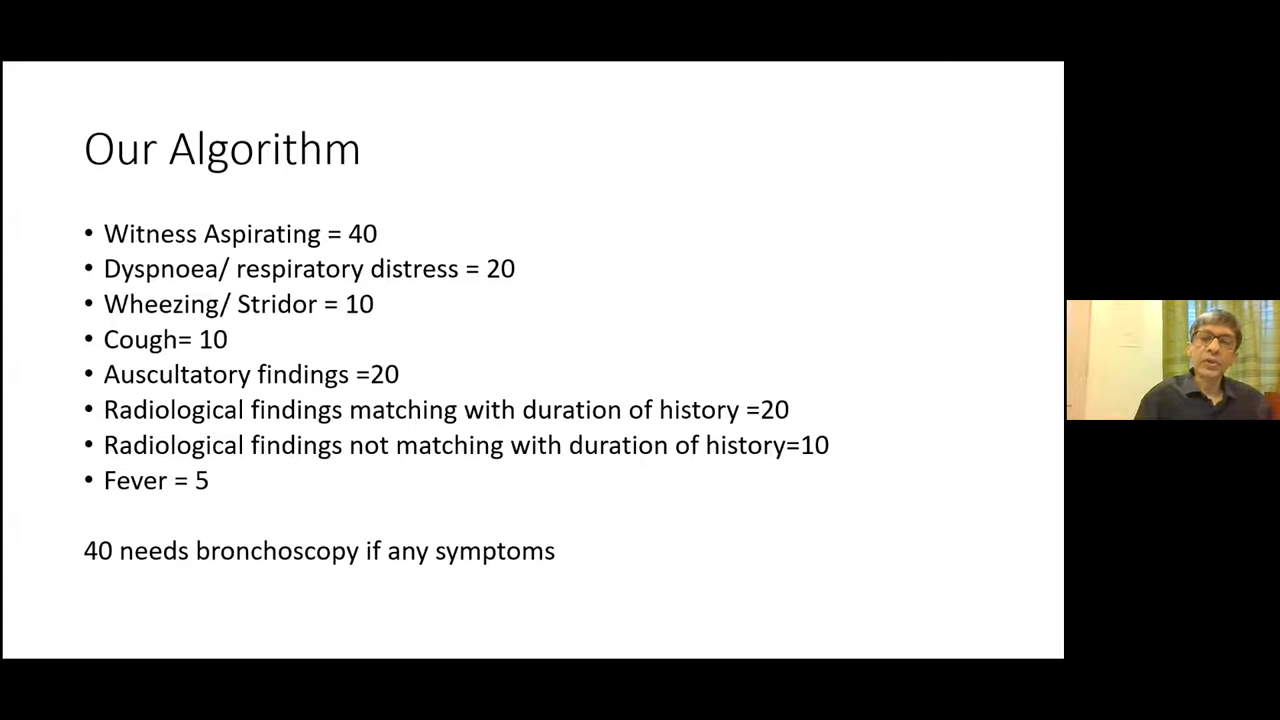 Our Algorithm
• Witness Aspirating = 40
• Dyspnoea/ respiratory distress = 20
• Wheezing/ Stridor = 10
• Cough= 10
• Auscultatory findings =20
• Radiological findings matching with duration of history =20
• Radiological findings not matching with duration of history=10
• Fever = 5
40 needs bronchoscopy if any symptoms